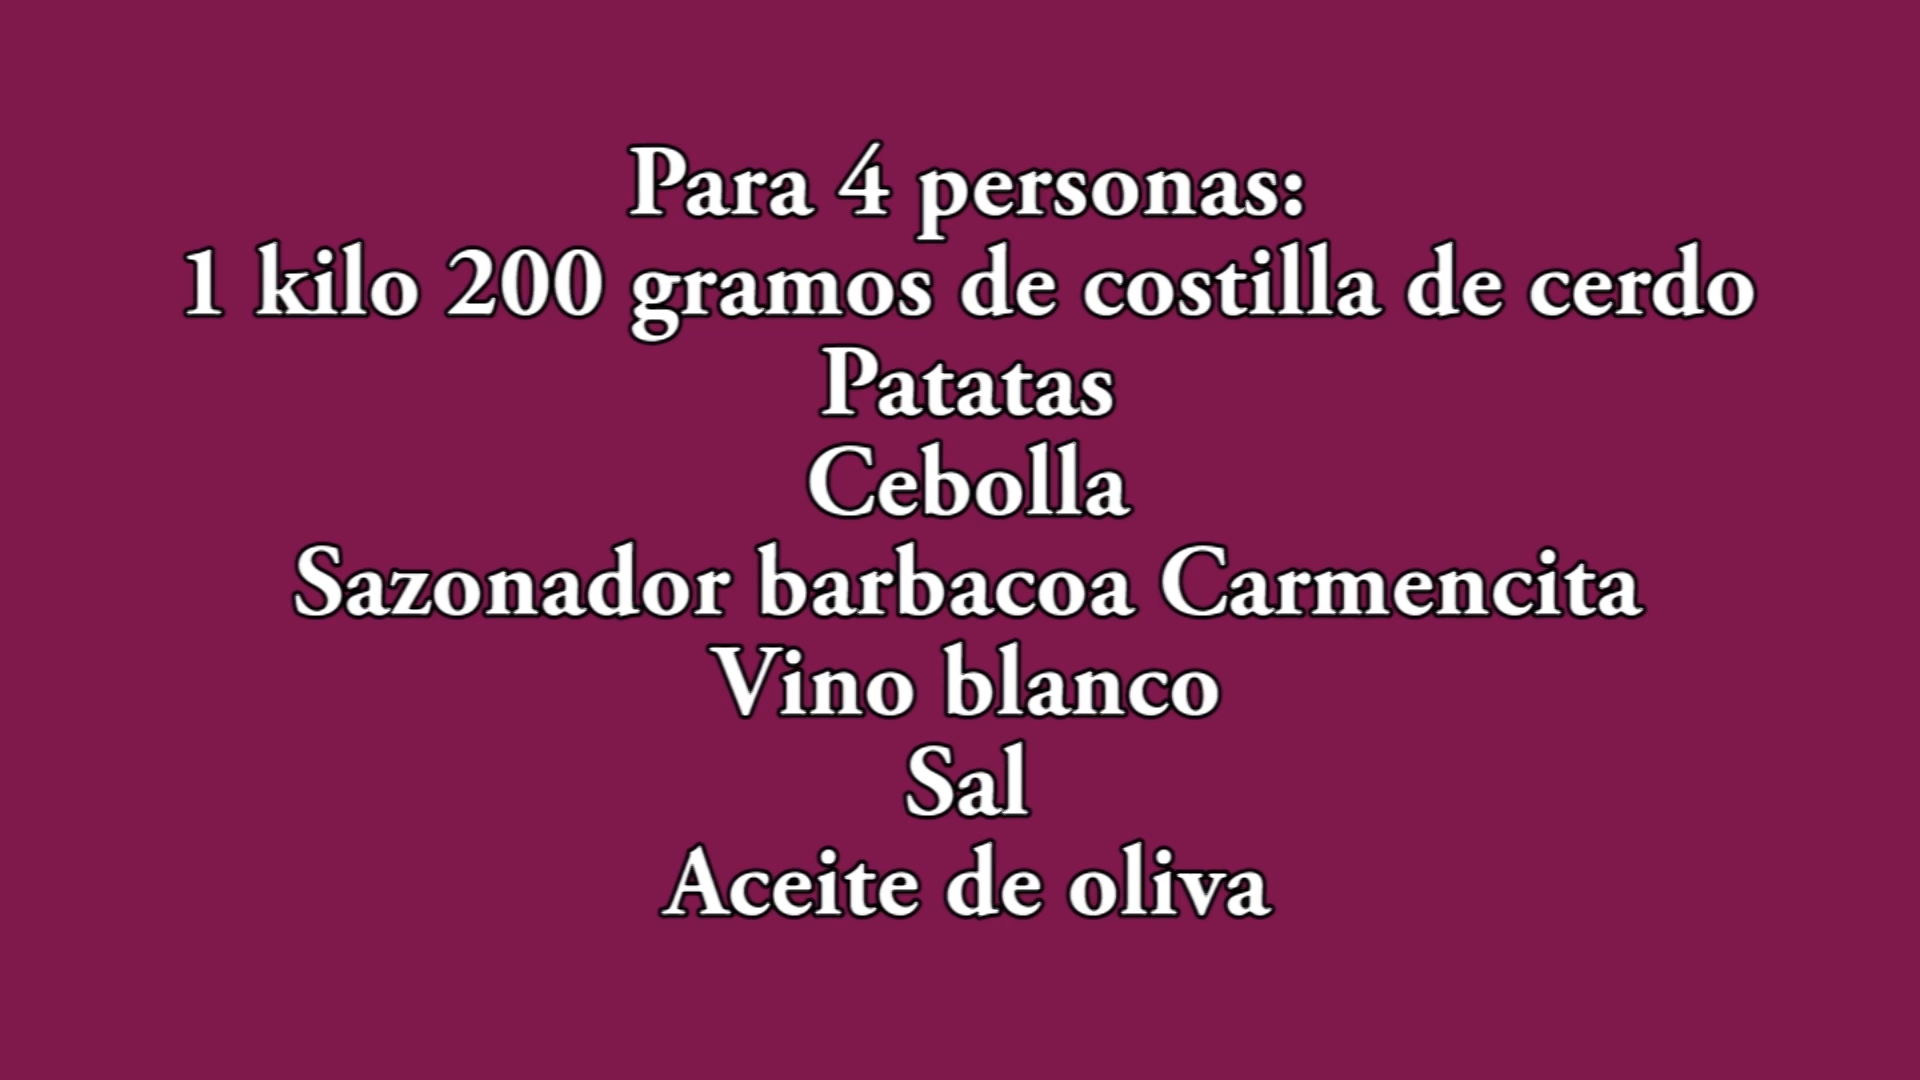 Para 4 personas:
1 kilo 200 gramos de costilla de cerdo
Patatas
Cebolla
Sazonador barbacoa Carmencita
Vino blanco
Sal
Aceite de oliva